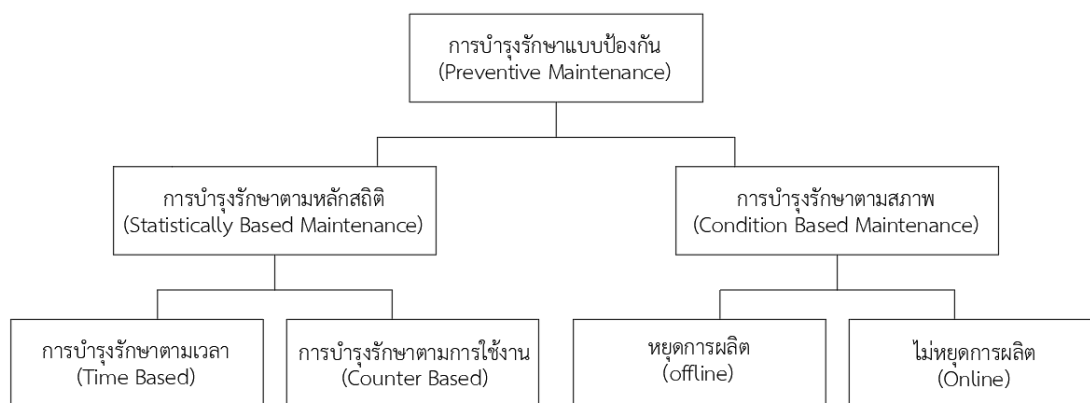 การบำรุงรักษาแบบป้องกัน
(Preventive Maintenance)
การบำรุงรักษาตามหลักสถิติ
(Statistically Based Maintenance)
การบำรุงรักษาตามสภาพ
(Condition Based Maintenance)
การบำรุงรักษาตามเวลา
(Time Based)
การบำรุงรักษาตามการใช้งาน
(Counter Based)
หยุดการผลิต
(offline)
ไม่หยุดการผลิต
(Online)